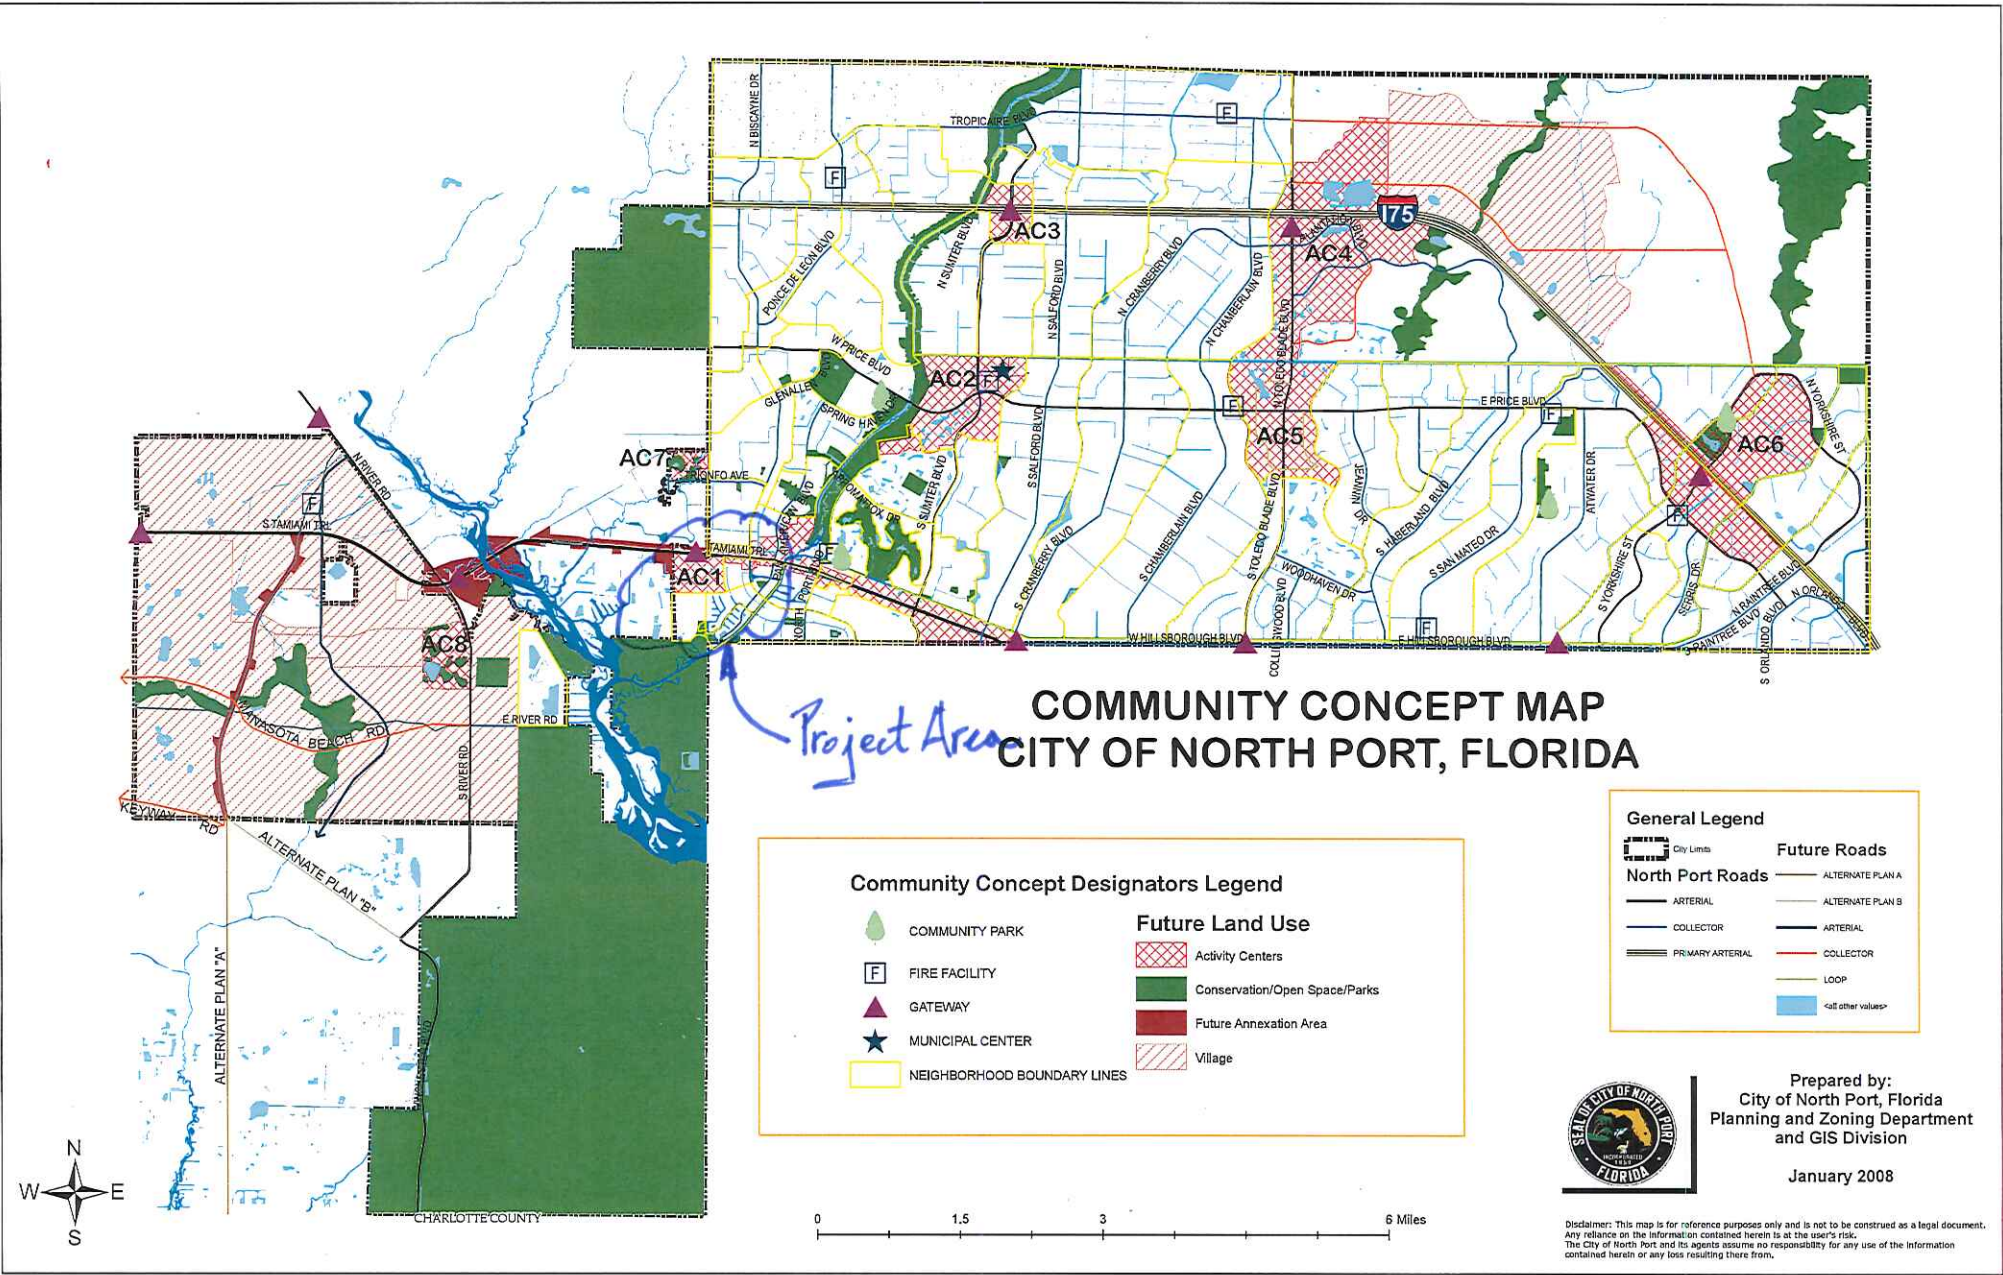 N BISCAYNE DR
TROPICAIRE BLVD
F
F
I75
AC3
PLANTATION BLVD
AC4
PONCE DE LEON BLVD
N SUMTER BLVD
N SALFORD BLVD
N CRANBERRY BLVD
N CHAMBERLAIN BLVD
N TOLEDO BLADE BLVD
W PRICE BLVD
GLENALLEN BLVD
SPRING HAVEN DR
AC2
F
F
E PRICE BLVD
F
N YORKSHIRE ST
AC5
AC6
AC7
TRIONFO AVE
N RIVER RD
F
S TAMIAMI TRL
TAMIAMI TRL
AC1
F
S SUMTER BLVD
S SALFORD BLVD
S CRANBERRY BLVD
S CHAMBERLAIN BLVD
S TOLEDO BLADE BLVD
JEANNIN DR
S HABERLAND BLVD
S SAN MATEO DR
ATWATER DR
F
WOODHAVEN DR
S YORKSHIRE ST
SERRIS DR
N RAINTREE BLVD
N ORLANDO BLVD
S RAINTREE BLVD
S ORLANDO BLVD
F
W HILLSBOROUGH BLVD
E HILLSBOROUGH BLVD
AC8
MANASOTA BEACH RD
E RIVER RD
S RIVER RD
KEYWAY RD
ALTERNATE PLAN "B"
ALTERNATE PLAN "A"
CHARLOTTE COUNTY
Project Area
COMMUNITY CONCEPT MAP
CITY OF NORTH PORT, FLORIDA
Community Concept Designators Legend
COMMUNITY PARK
F FIRE FACILITY
GATEWAY
MUNICIPAL CENTER
NEIGHBORHOOD BOUNDARY LINES
Future Land Use
Activity Centers
Conservation/Open Space/Parks
Future Annexation Area
Village
General Legend
City Limits
North Port Roads
ARTERIAL
COLLECTOR
PRIMARY ARTERIAL
Future Roads
ALTERNATE PLAN A
ALTERNATE PLAN B
ARTERIAL
COLLECTOR
LOOP
<all other values>
SEAL OF CITY OF NORTH PORT
INCORPORATED
FLORIDA
Prepared by:
City of North Port, Florida
Planning and Zoning Department
and GIS Division
January 2008
N
W E
S
0 1.5 3 6 Miles
Disclaimer: This map is for reference purposes only and is not to be construed as a legal document.
Any reliance on the information contained herein is at the user's risk.
The City of North Port and its agents assume no responsibility for any use of the information
contained herein or any loss resulting there from.